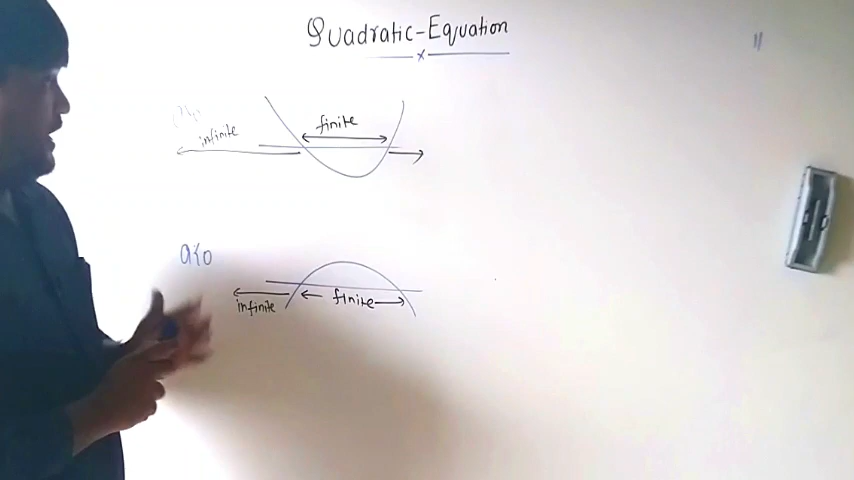 Quadratic-Equation
finite
infinite
a<0
infinite
finite